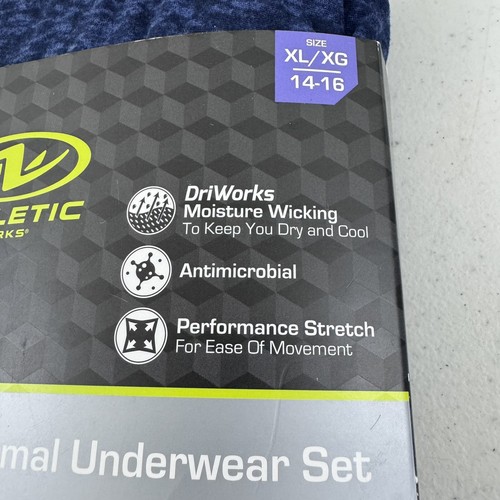 SIZE
XL/XG
14-16
LETIC
RKS®
DriWorks
Moisture Wicking
To Keep You Dry and Cool
Antimicrobial
Performance Stretch
For Ease Of Movement
mal Underwear Set